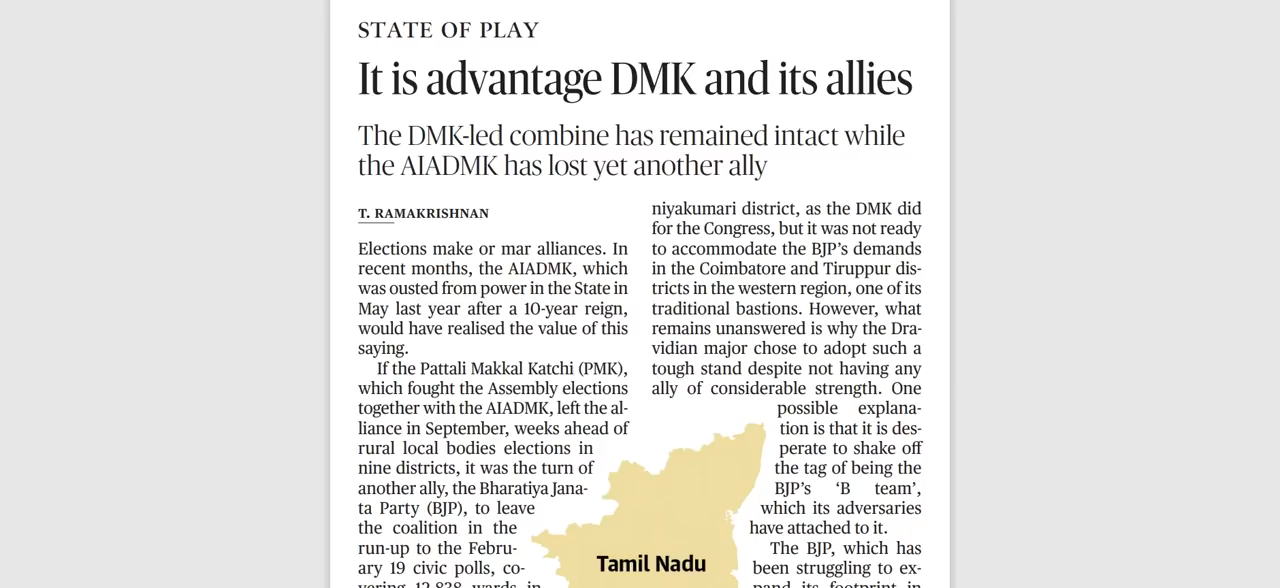 STATE OF PLAY
It is advantage DMK and its allies
The DMK-led combine has remained intact while
the AIADMK has lost yet another ally
T. RAMAKRISHNAN
Elections make or mar alliances. In
recent months, the AIADMK, which
was ousted from power in the State in
May last year after a 10-year reign,
would have realised the value of this
saying.
If the Pattali Makkal Katchi (PMK),
which fought the Assembly elections
together with the AIADMK, left the al-
liance in September, weeks ahead of
rural local bodies elections in
nine districts, it was the turn of
another ally, the Bharatiya Jana-
ta Party (BJP), to leave
the coalition in the
run-up to the Febru-
ary 19 civic polls, co-
vering 12,838 wards in
niyakumari district, as the DMK did
for the Congress, but it was not ready
to accommodate the BJP's demands
in the Coimbatore and Tiruppur dis-
tricts in the western region, one of its
traditional bastions. However, what
remains unanswered is why the Dra-
vidian major chose to adopt such a
tough stand despite not having any
ally of considerable strength. One
possible explana-
tion is that it is des-
perate to shake off
the tag of being the
BJP's 'B team',
which its adversaries
have attached to it.
The BJP, which has
been struggling to ex-
pand its footprint in
Tamil Nadu